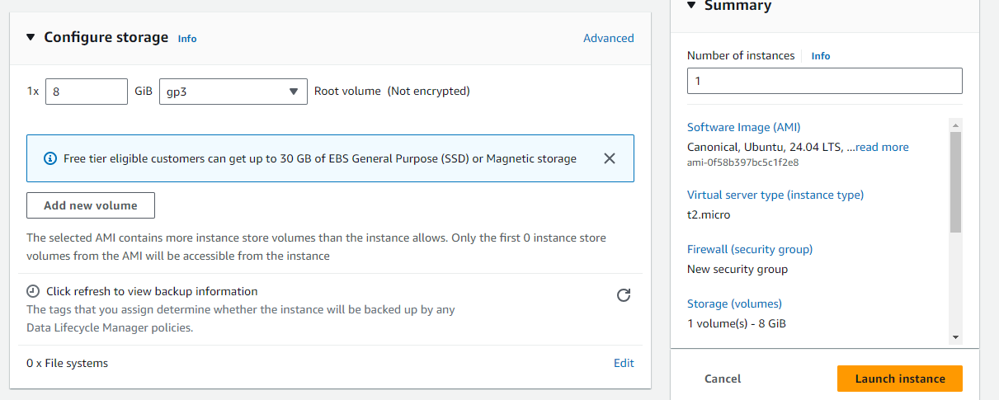 Configure storage Info Advanced
1x 8 GiB gp3 Root volume (Not encrypted)
Free tier eligible customers can get up to 30 GB of EBS General Purpose (SSD) or Magnetic storage
Add new volume
The selected AMI contains more instance store volumes than the instance allows. Only the first 0 instance store
volumes from the AMI will be accessible from the instance
Click refresh to view backup information
The tags that you assign determine whether the instance will be backed up by any
Data Lifecycle Manager policies.
0 x File systems Edit
Summary
Number of instances Info
1
Software Image (AMI)
Canonical, Ubuntu, 24.04 LTS, ...read more
ami-0f58b397bc5c1f2e8
Virtual server type (instance type)
t2.micro
Firewall (security group)
New security group
Storage (volumes)
1 volume(s) - 8 GiB
Cancel Launch instance